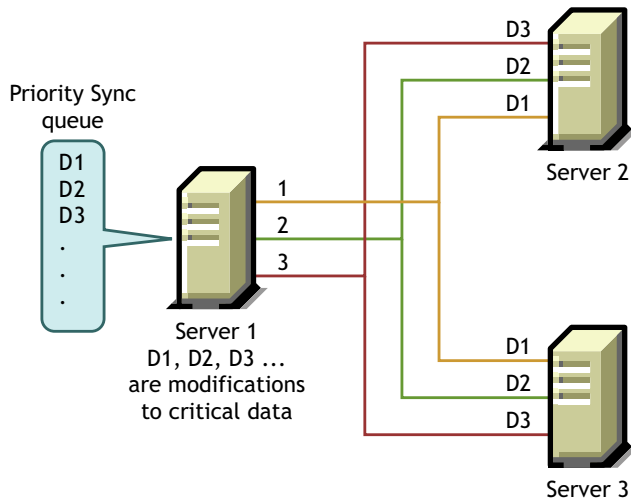 Priority Sync
queue
D1
D2
D3
.
.
.
1
2
3
Server 1
D1, D2, D3 ...
are modifications
to critical data
D3
D2
D1
Server 2
D1
D2
D3
Server 3